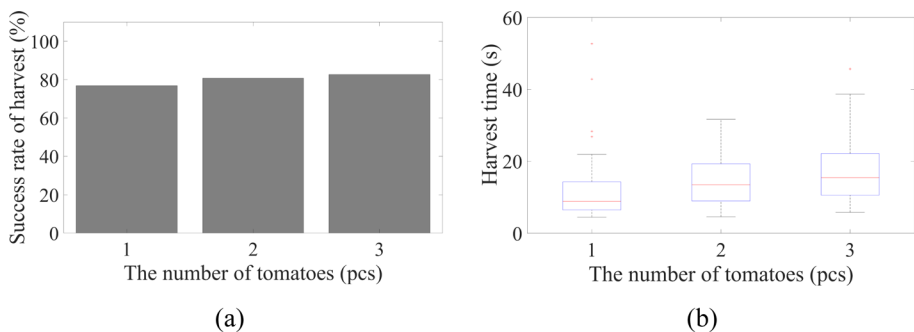 Success rate of harvest (%)
100
80
60
40
20
0
1 2 3
The number of tomatoes (pcs)
(a)
Harvest time (s)
60
40
20
0
1 2 3
The number of tomatoes (pcs)
(b)